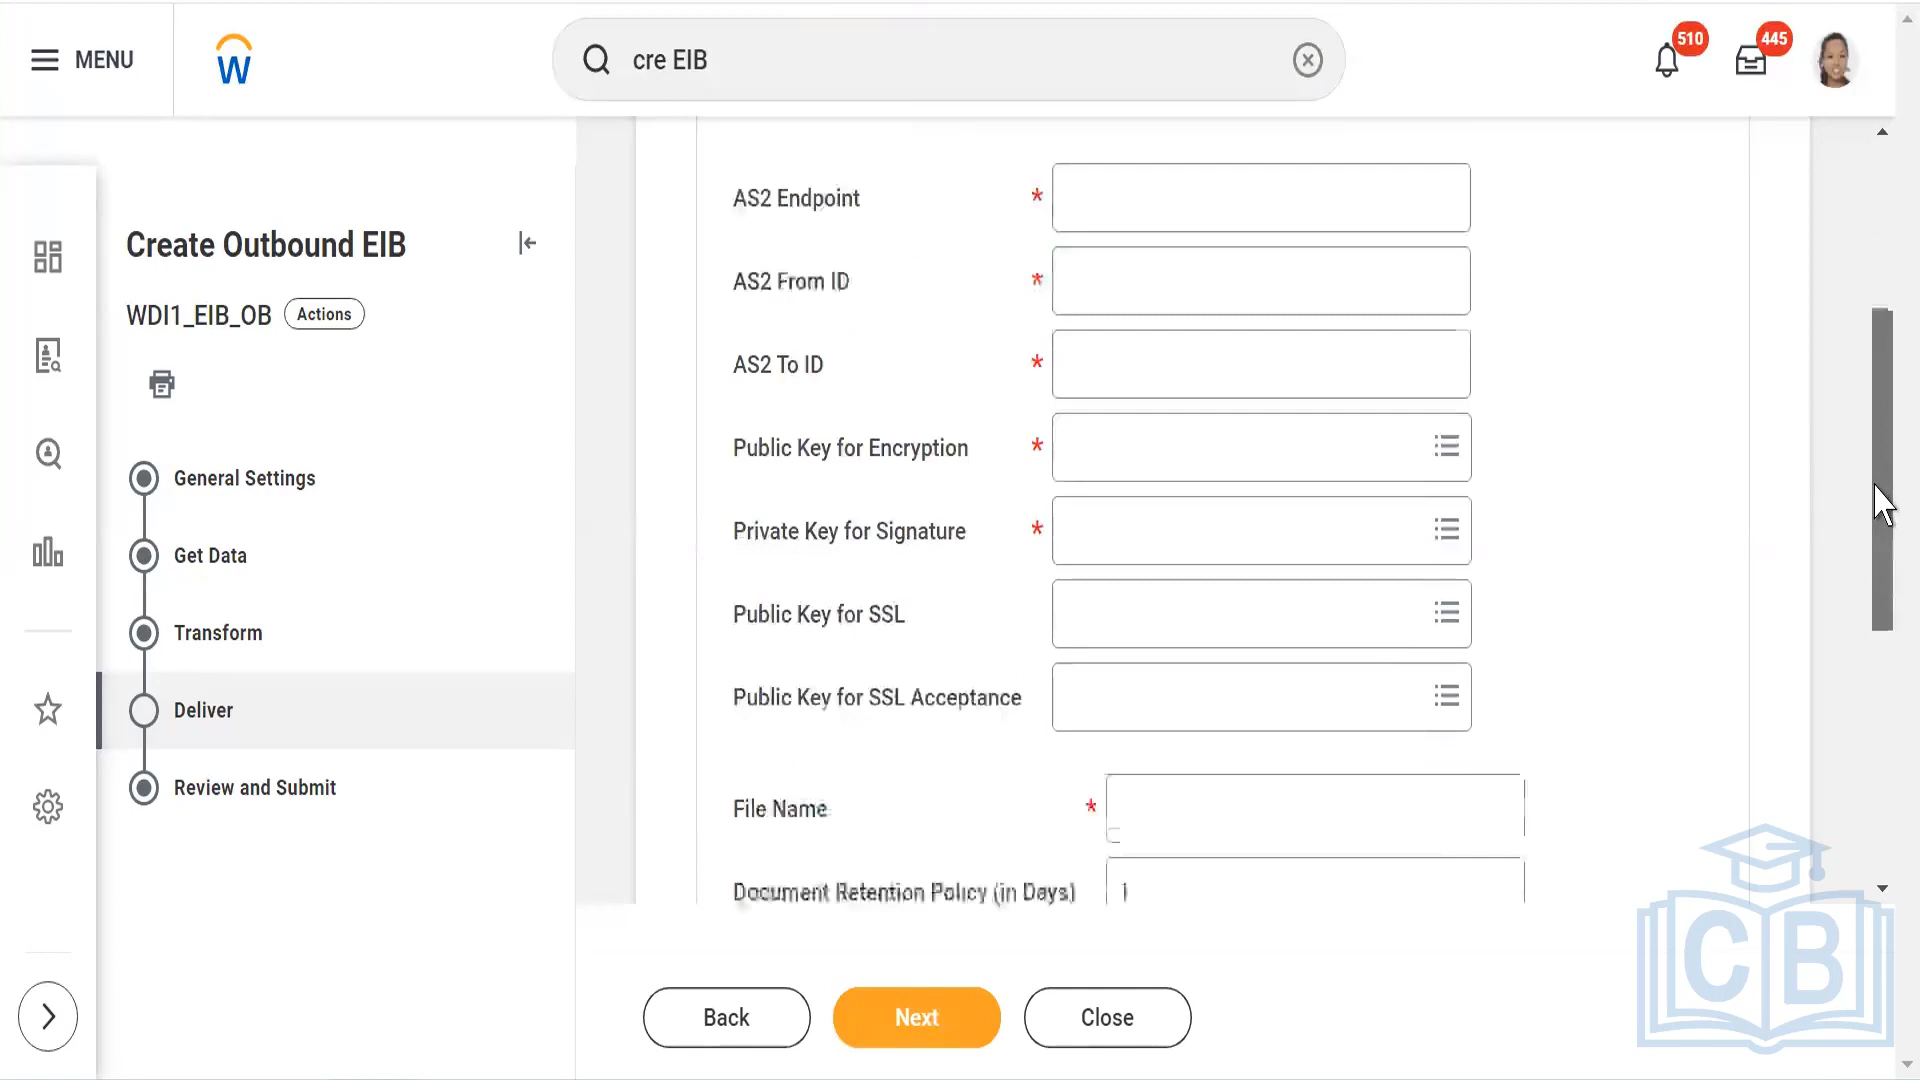 MENU
W
cre EIB
510
445
Create Outbound EIB
WDI1_EIB_OB
Actions
General Settings
Get Data
Transform
Deliver
Review and Submit
AS2 Endpoint *
AS2 From ID *
AS2 To ID *
Public Key for Encryption *
Private Key for Signature *
Public Key for SSL
Public Key for SSL Acceptance
File Name *
Document Retention Policy (in Days)
Back
Next
Close
CB